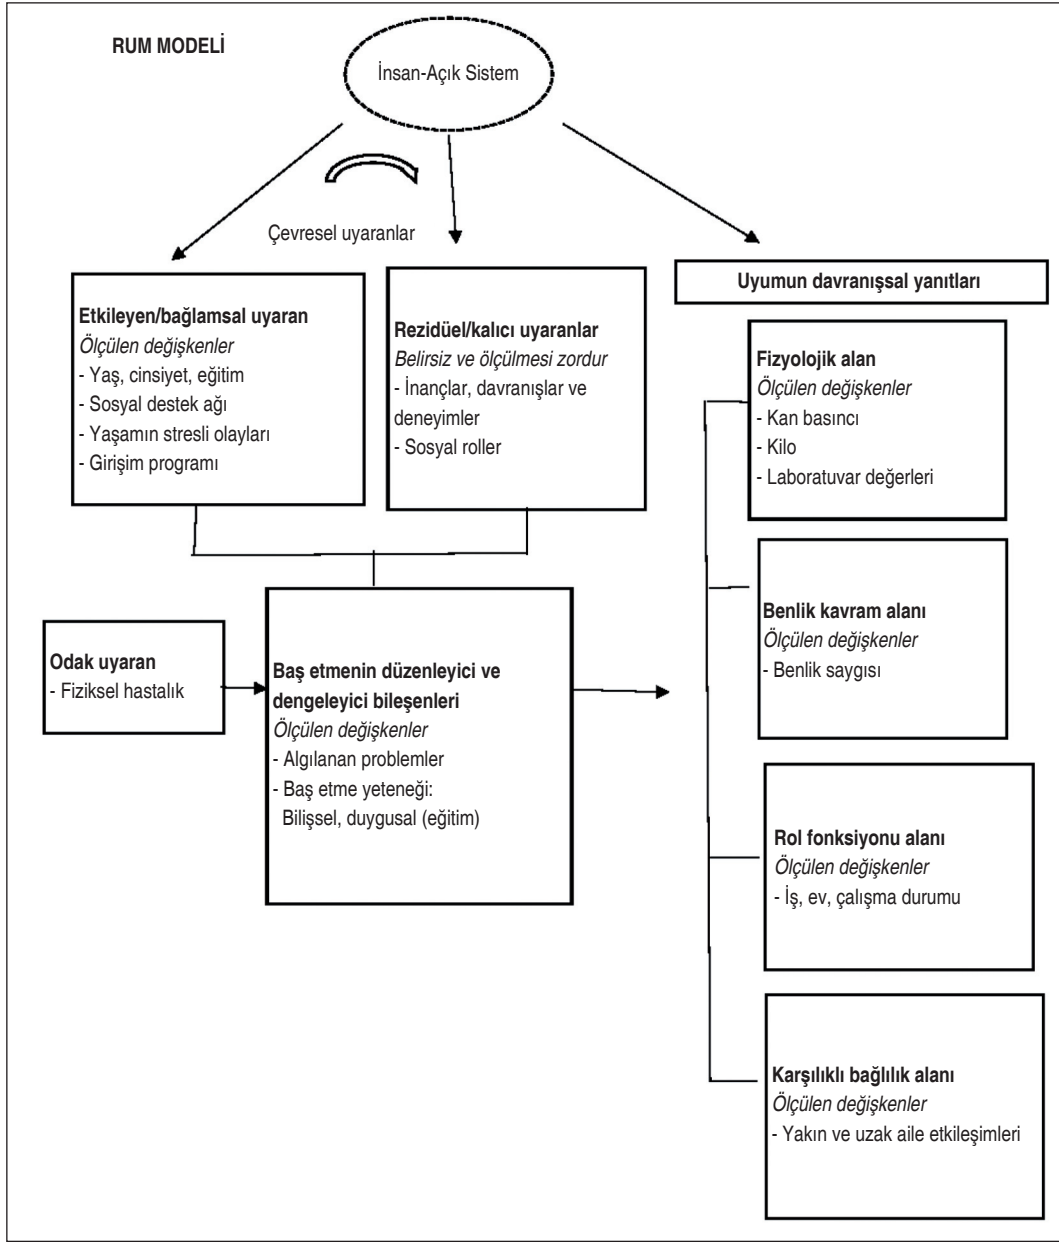 RUM MODELİ
İnsan-Açık Sistem
Çevresel uyaranlar
Etkileyen/bağlamsal uyaran
Ölçülen değişkenler
- Yaş, cinsiyet, eğitim
- Sosyal destek ağı
- Yaşamın stresli olayları
- Girişim programı
Rezidüel/kalıcı uyaranlar
Belirsiz ve ölçülmesi zordur
- İnançlar, davranışlar ve
deneyimler
- Sosyal roller
Odak uyaran
- Fiziksel hastalık
Baş etmenin düzenleyici ve
dengeleyici bileşenleri
Ölçülen değişkenler
- Algılanan problemler
- Baş etme yeteneği:
Bilişsel, duygusal (eğitim)
Uyumun davranışsal yanıtları
Fizyolojik alan
Ölçülen değişkenler
- Kan basıncı
- Kilo
- Laboratuvar değerleri
Benlik kavram alanı
Ölçülen değişkenler
- Benlik saygısı
Rol fonksiyonu alanı
Ölçülen değişkenler
- İş, ev, çalışma durumu
Karşılıklı bağlılık alanı
Ölçülen değişkenler
- Yakın ve uzak aile etkileşimleri